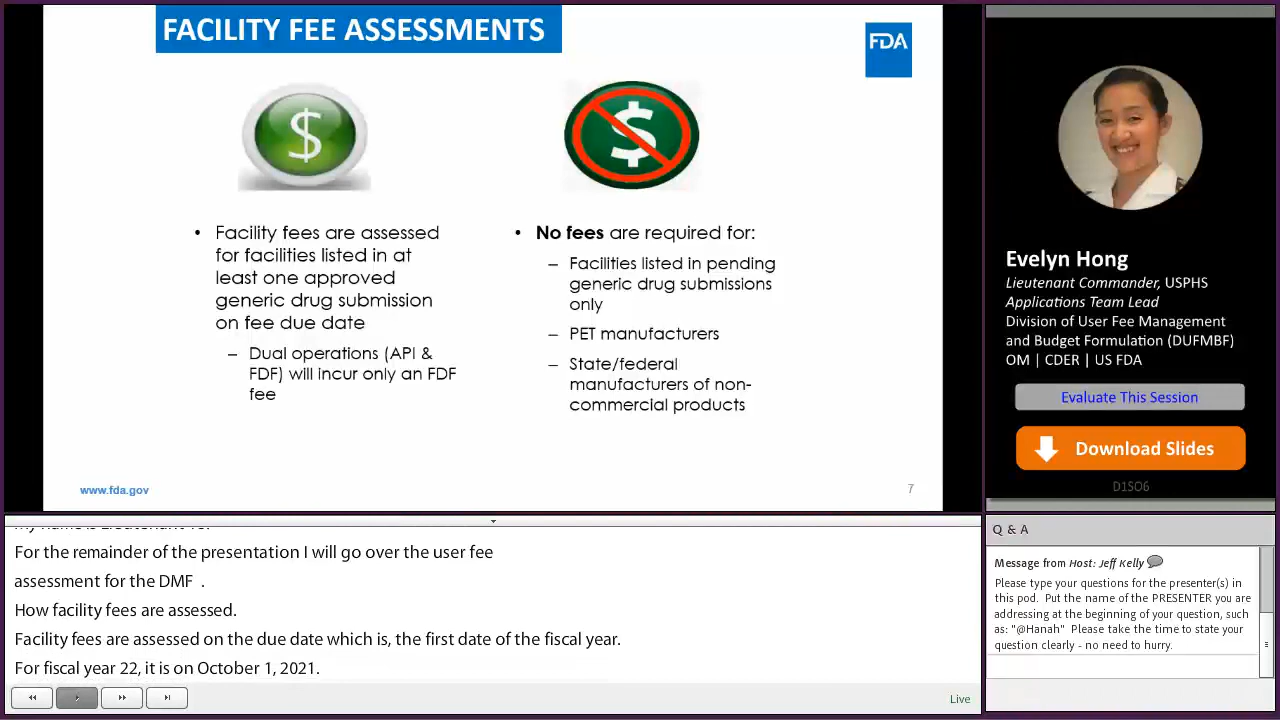 FACILITY FEE ASSESSMENTS
FDA
$
$
• Facility fees are assessed
for facilities listed in at
least one approved
generic drug submission
on fee due date
– Dual operations (API &
FDF) will incur only an FDF
fee
• No fees are required for:
– Facilities listed in pending
generic drug submissions
only
– PET manufacturers
– State/federal
manufacturers of non-
commercial products
www.fda.gov
7
Evelyn Hong
Lieutenant Commander, USPHS
Applications Team Lead
Division of User Fee Management
and Budget Formulation (DUFMBF)
OM | CDER | US FDA
Evaluate This Session
Download Slides
D1S06
My name is Lieutenant
For the remainder of the presentation I will go over the user fee
assessment for the DMF .
How facility fees are assessed.
Facility fees are assessed on the due date which is, the first date of the fiscal year.
For fiscal year 22, it is on October 1, 2021.
Live
Q & A
Message from Host: Jeff Kelly
Please type your questions for the presenter(s) in
this pod. Put the name of the PRESENTER you are
addressing at the beginning of your question, such
as: "@Hanah" Please take the time to state your
question clearly - no need to hurry.